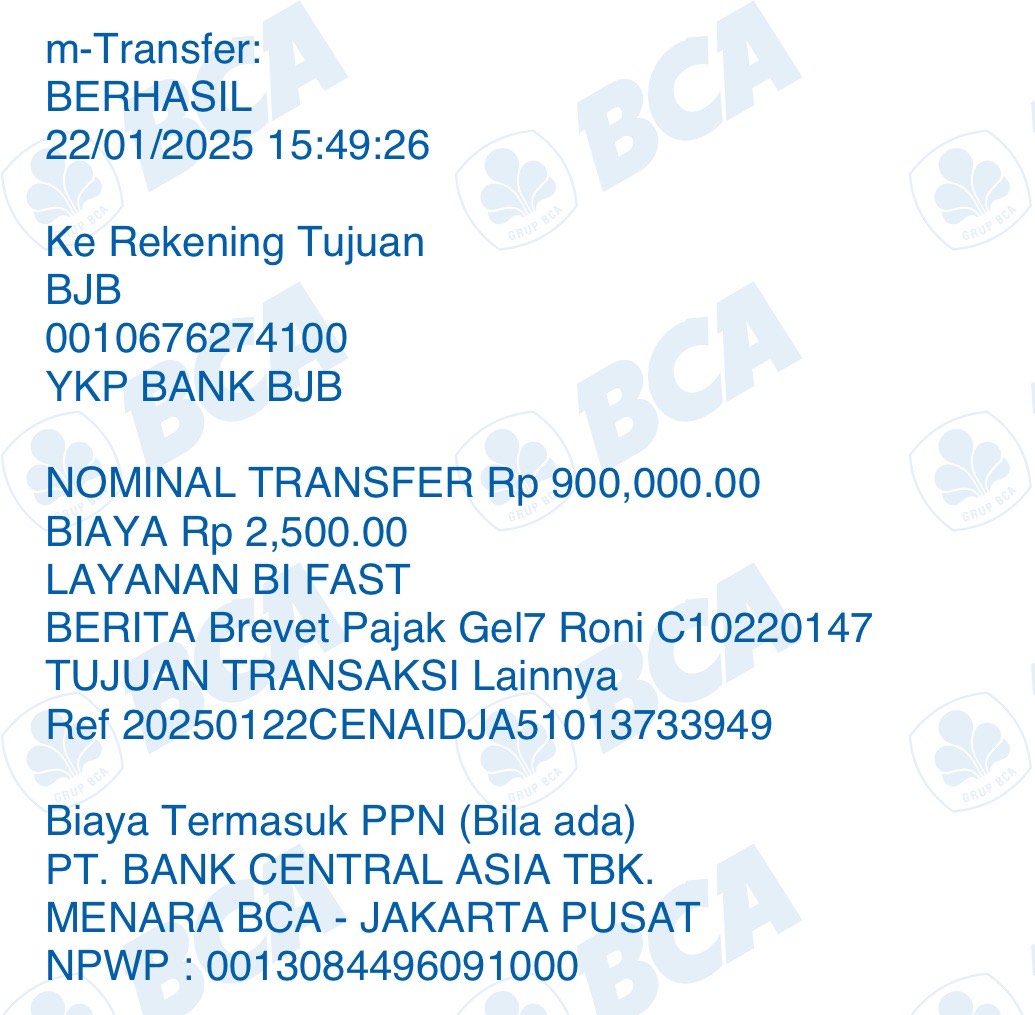 m-Transfer:
BERHASIL
22/01/2025 15:49:26
Ke Rekening Tujuan
BJB
0010676274100
YKP BANK BJB
NOMINAL TRANSFER Rp 900,000.00
BIAYA Rp 2,500.00
LAYANAN BI FAST
BERITA Brevet Pajak Gel7 Roni C10220147
TUJUAN TRANSAKSI Lainnya
Ref 20250122CENAIDJA51013733949
Biaya Termasuk PPN (Bila ada)
PT. BANK CENTRAL ASIA TBK.
MENARA BCA - JAKARTA PUSAT
NPWP : 0013084496091000
BCA
GRUP BCA